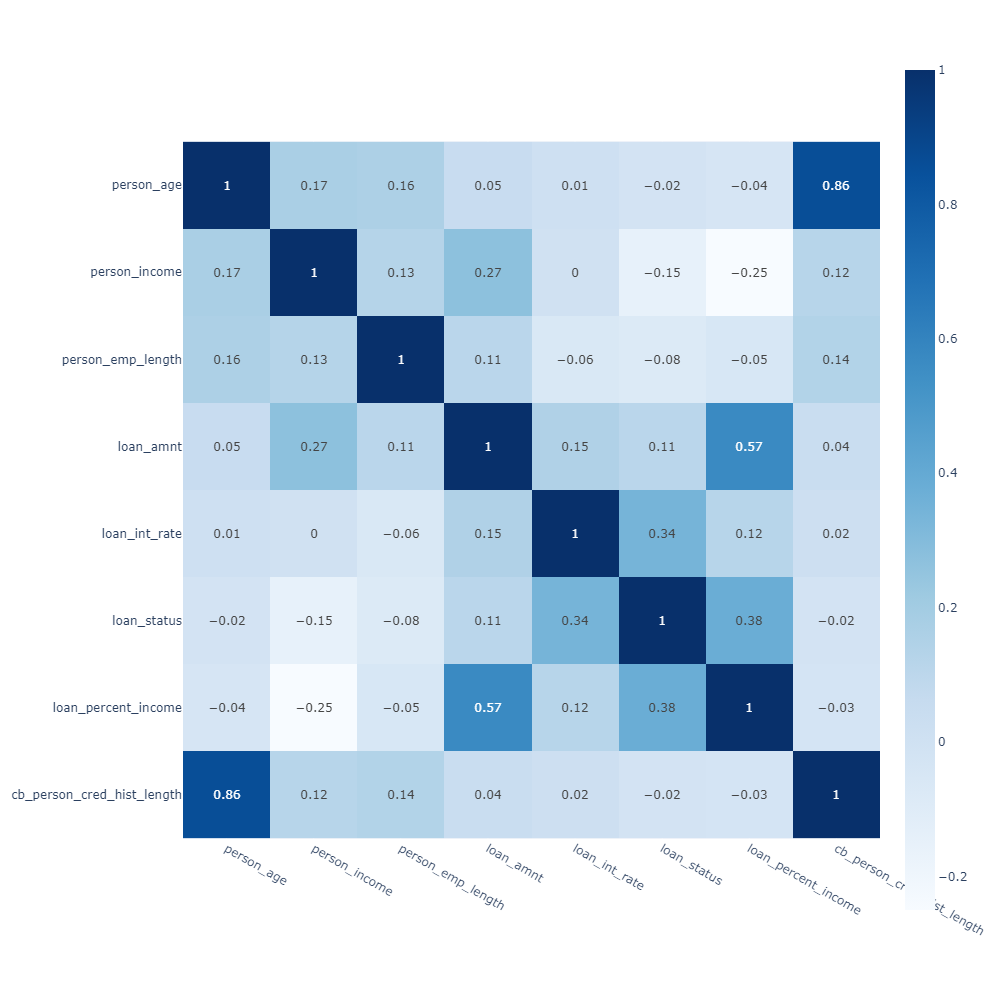 1
person_age 1 0.17 0.16 0.05 0.01 −0.02 −0.04 0.86
0.8
person_income 0.17 1 0.13 0.27 0 −0.15 −0.25 0.12
0.6
person_emp_length 0.16 0.13 1 0.11 −0.06 −0.08 −0.05 0.14
loan_amnt 0.05 0.27 0.11 1 0.15 0.11 0.57 0.04
0.4
loan_int_rate 0.01 0 −0.06 0.15 1 0.34 0.12 0.02
0.2
loan_status −0.02 −0.15 −0.08 0.11 0.34 1 0.38 −0.02
loan_percent_income −0.04 −0.25 −0.05 0.57 0.12 0.38 1 −0.03
0
cb_person_cred_hist_length 0.86 0.12 0.14 0.04 0.02 −0.02 −0.03 1
−0.2
person_age
person_income
person_emp_length
loan_amnt
loan_int_rate
loan_status
loan_percent_income
cb_person_cr ist_length